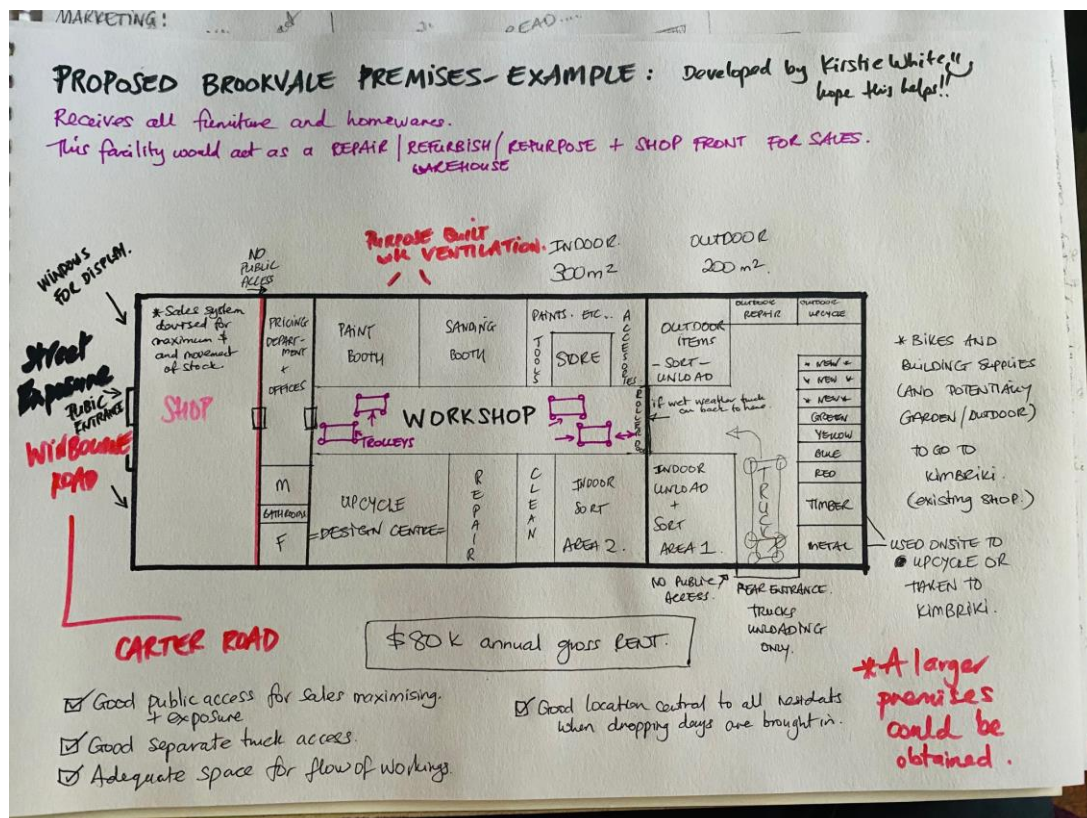 MARKETING:
PROPOSED BROOKVALE PREMISES - EXAMPLE: Developed by Kirstie White,
hope this helps!!
Receives all furniture and homewares.
This facility would act as a REPAIR / REFURBISH / REPURPOSE + SHOP FRONT FOR SALES.
WAREHOUSE
PURPOSE BUILT
VENTILATION.
INDOOR.
300m2
OUTDOOR
200m2.
WINDOWS
FOR DISPLAY.
NO
PUBLIC
ACCESS
Street
Exposure
PUBIC
ENTRANCE
WINBOURNE
ROAD
* Sales system
maximum $
and movement
of stock.
SHOP
PRICING
DEPART-
MENT
+
OFFICES
M
BATHROOM
F
PAINT
BOOTH
SANDING
BOOTH
PAINTS. ETC..
TOOLS
STORE
ACCESORIES
WORKSHOP
TROLLEYS
ROLLERDOOR
UPCYCLE
=DESIGN CENTRE=
REPAIR
CLEAN
INDOOR
SORT
AREA 2.
OUTDOOR
ITEMS
- SORT -
UNLOAD
if wet weather truck
can back to here
INDOOR
UNLOAD
+
SORT
AREA 1.
TRUCK
OUTDOOR
REPAIR
OUTDOOR
UPCYCLE
* NEW *
* NEW *
* NEW *
GREEN
YELLOW
BLUE
RED
TIMBER
METAL
* BIKES AND
BUILDING SUPPLIES
(AND POTENTIALLY
GARDEN/OUTDOOR)
TO GO TO
KIMBRIKI
(existing SHOP.)
USED ONSITE TO
UPCYCLE OR
TAKEN TO
KIMBRIKI.
NO PUBLIC
ACCESS.
REAR ENTRANCE.
TRUCKS
UNLOADING
ONLY.
CARTER ROAD
$80K annual gross RENT.
Good public access for sales maximising.
+ exposure
Good separate truck access.
Adequate space for flow of workings.
Good location central to all residats
when dropping days are brought in.
* A larger
premises
could be
obtained.